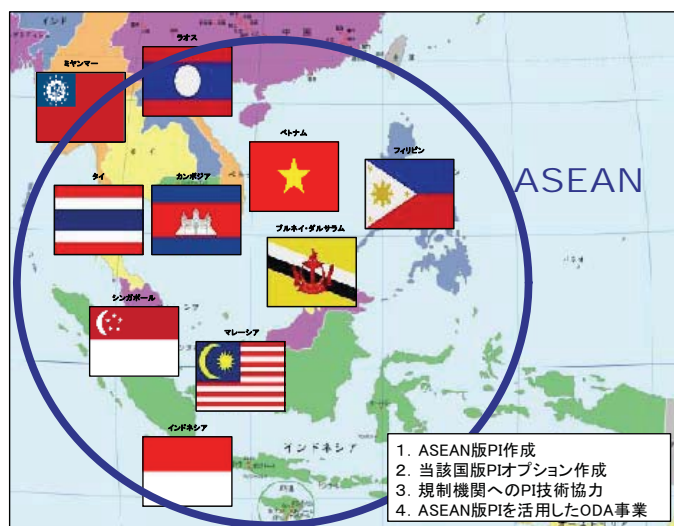 インド
ラオス
中国
ミャンマー
ベトナム
フィリピン
タイ
タイ
カンボジア
ASEAN
ブルネイ・ダルサラム
シンガポール
マレーシア
インドネシア
インドネシア
1. ASEAN版PI作成
2. 当該国版PIオプション作成
3. 規制機関へのPI技術協力
4. ASEAN版PIを活用したODA事業